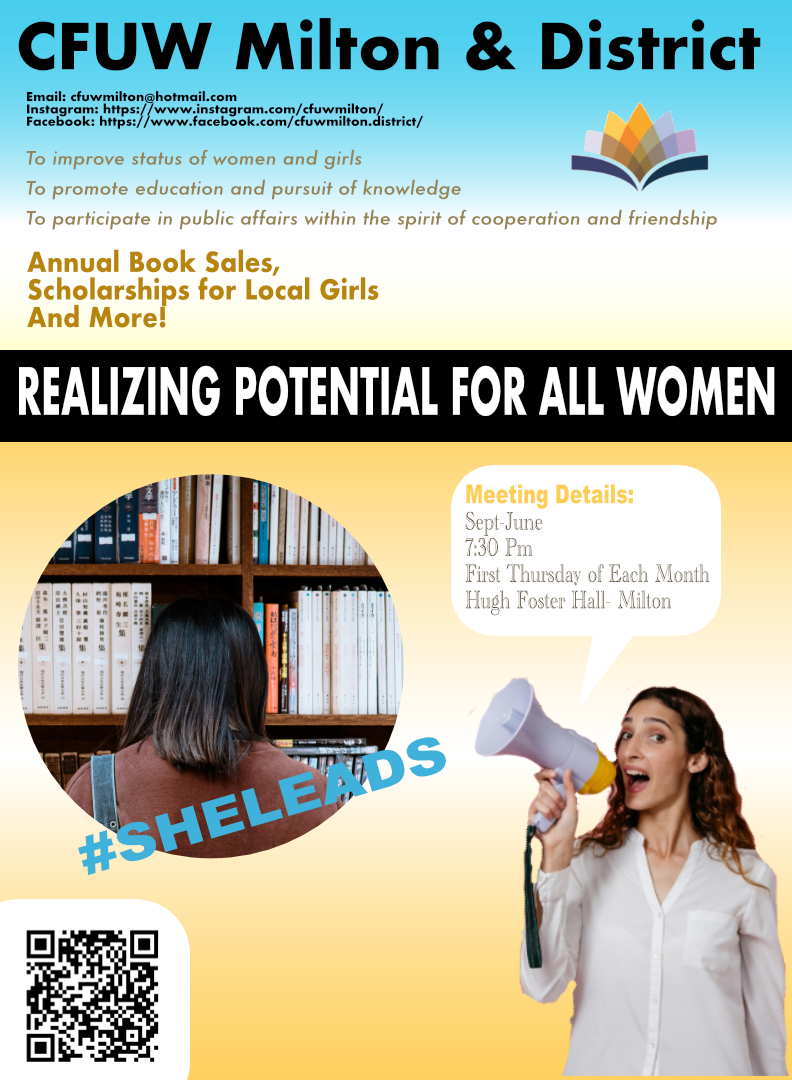 CFUW Milton & District
Email: cfuwmilton@hotmail.com
Instagram: https://www.instagram.com/cfuwmilton/
Facebook: https://www.facebook.com/cfuwmilton.district/
To improve status of women and girls
To promote education and pursuit of knowledge
To participate in public affairs within the spirit of cooperation and friendship
Annual Book Sales,
Scholarships for Local Girls
And More!
REALIZING POTENTIAL FOR ALL WOMEN
Meeting Details:
Sept-June
7:30 Pm
First Thursday of Each Month
Hugh Foster Hall- Milton
#SHELEADS